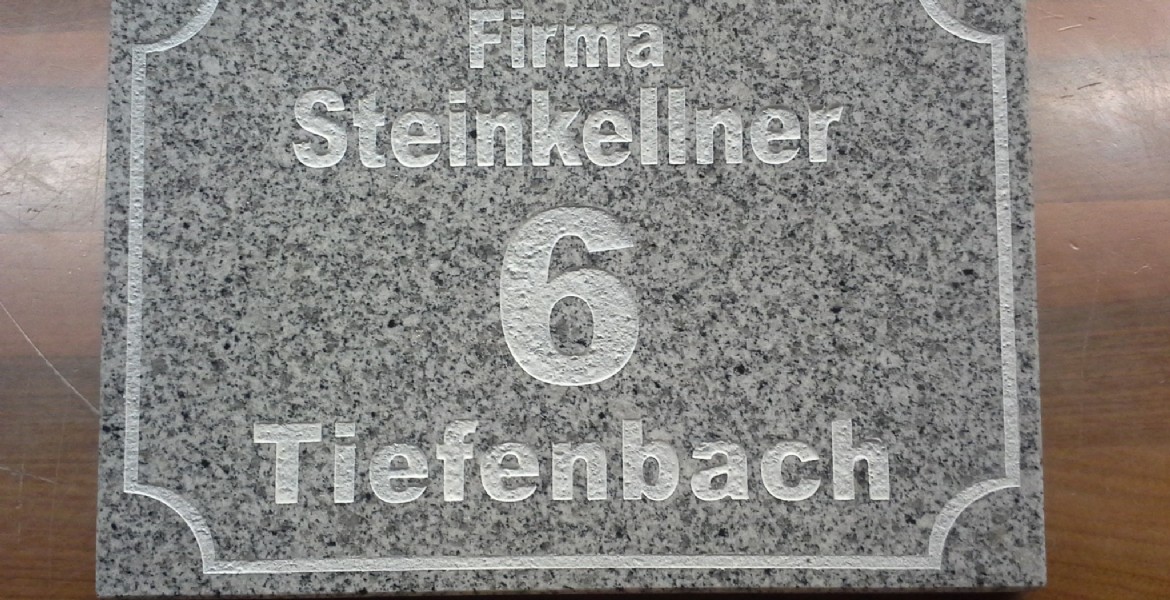 Firma
Steinkellner
6
Tiefenbach